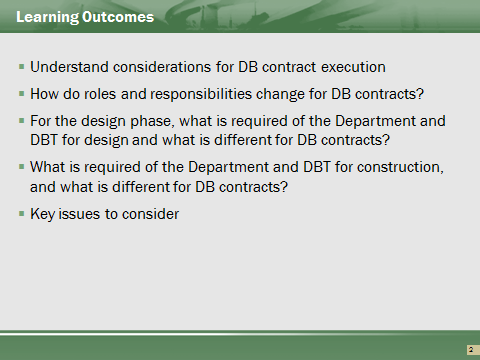 Learning Outcomes
Understand considerations for DB contract execution
How do roles and responsibilities change for DB contracts?
For the design phase, what is required of the Department and
DBT for design and what is different for DB contracts?
What is required of the Department and DBT for construction,
and what is different for DB contracts?
Key issues to consider
2